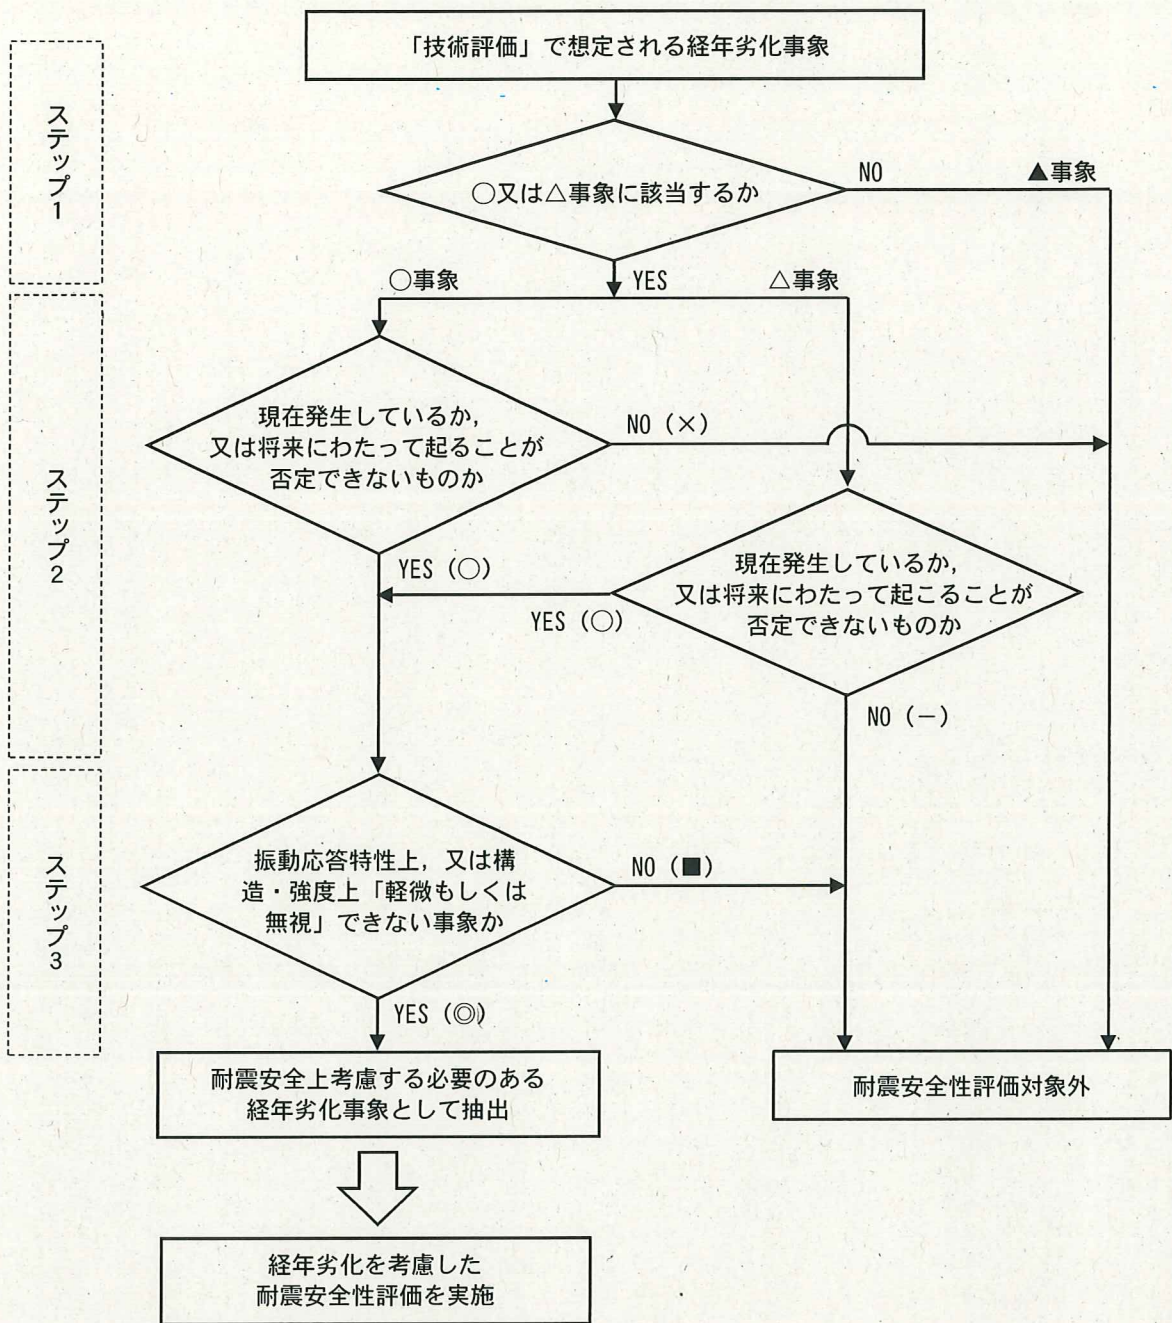 「技術評価」で想定される経年劣化事象
ステップ1
○又は△事象に該当するか
NO
▲事象
○事象
YES
△事象
ステップ2
現在発生しているか,
又は将来にわたって起ることが
否定できないものか
NO (×)
YES (○)
現在発生しているか,
又は将来にわたって起こることが
否定できないものか
YES (○)
NO (－)
ステップ3
振動応答特性上, 又は構
造・強度上「軽微もしくは
無視」できない事象か
NO (■)
YES (◎)
耐震安全上考慮する必要のある
経年劣化事象として抽出
耐震安全性評価対象外
経年劣化を考慮した
耐震安全性評価を実施